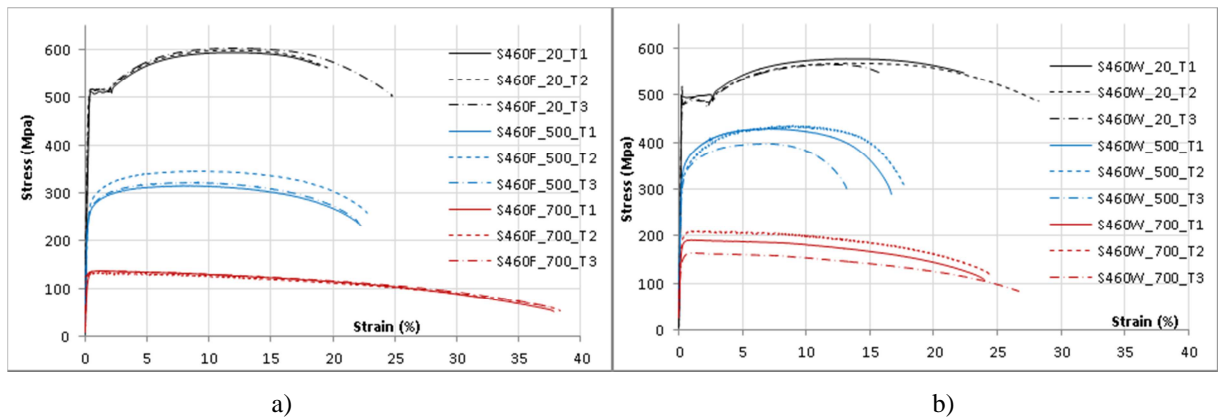 600
500
400
300
200
100
0
Stress (Mpa)
0 5 10 15 20 25 30 35 40
Strain (%)
S460F_20_T1
S460F_20_T2
S460F_20_T3
S460F_500_T1
S460F_500_T2
S460F_500_T3
S460F_700_T1
S460F_700_T2
S460F_700_T3
a)
600
500
400
300
200
100
0
Stress (Mpa)
0 5 10 15 20 25 30 35 40
Strain (%)
S460W_20_T1
S460W_20_T2
S460W_20_T3
S460W_500_T1
S460W_500_T2
S460W_500_T3
S460W_700_T1
S460W_700_T2
S460W_700_T3
b)